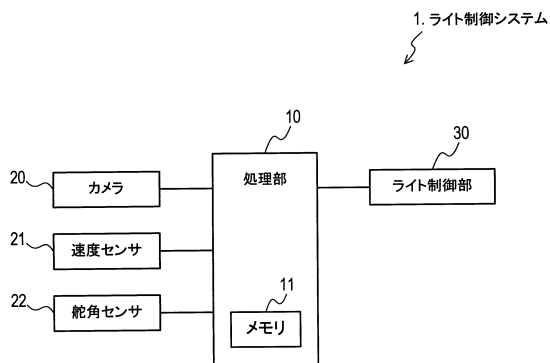 1. ライト制御システム
10
処理部
30
ライト制御部
20
カメラ
21
速度センサ
22
舵角センサ
11
メモリ